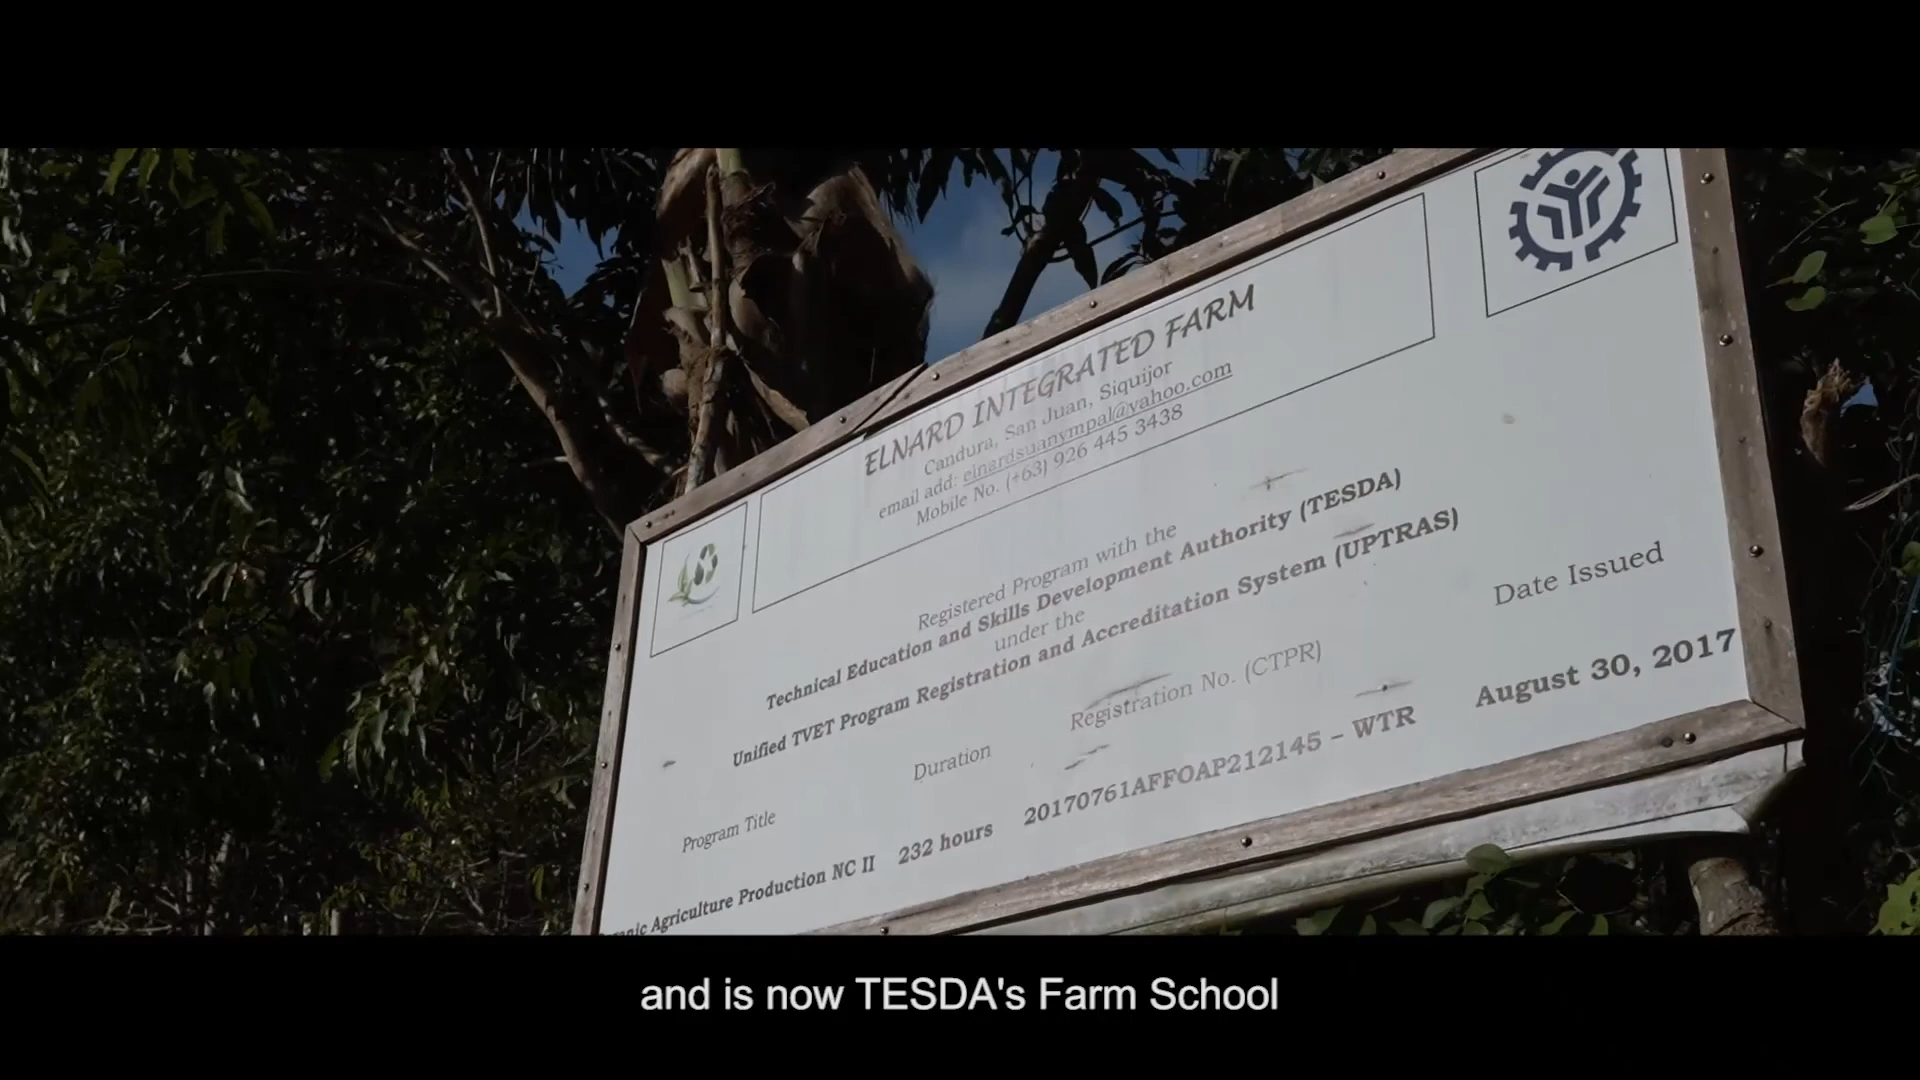 ELNARD INTEGRATED FARM
Candura, San Juan, Siquijor
email add: elnardsuanympal@yahoo.com
Mobile No. (+63) 926 445 3438
Registered Program with the
Technical Education and Skills Development Authority (TESDA)
under the
Unified TVET Program Registration and Accreditation System (UPTRAS)
Program Title Duration Registration No. (CTPR) Date Issued
Agriculture Production NC II 232 hours 20170761AFFOAP212145 – WTR August 30, 2017
and is now TESDA's Farm School